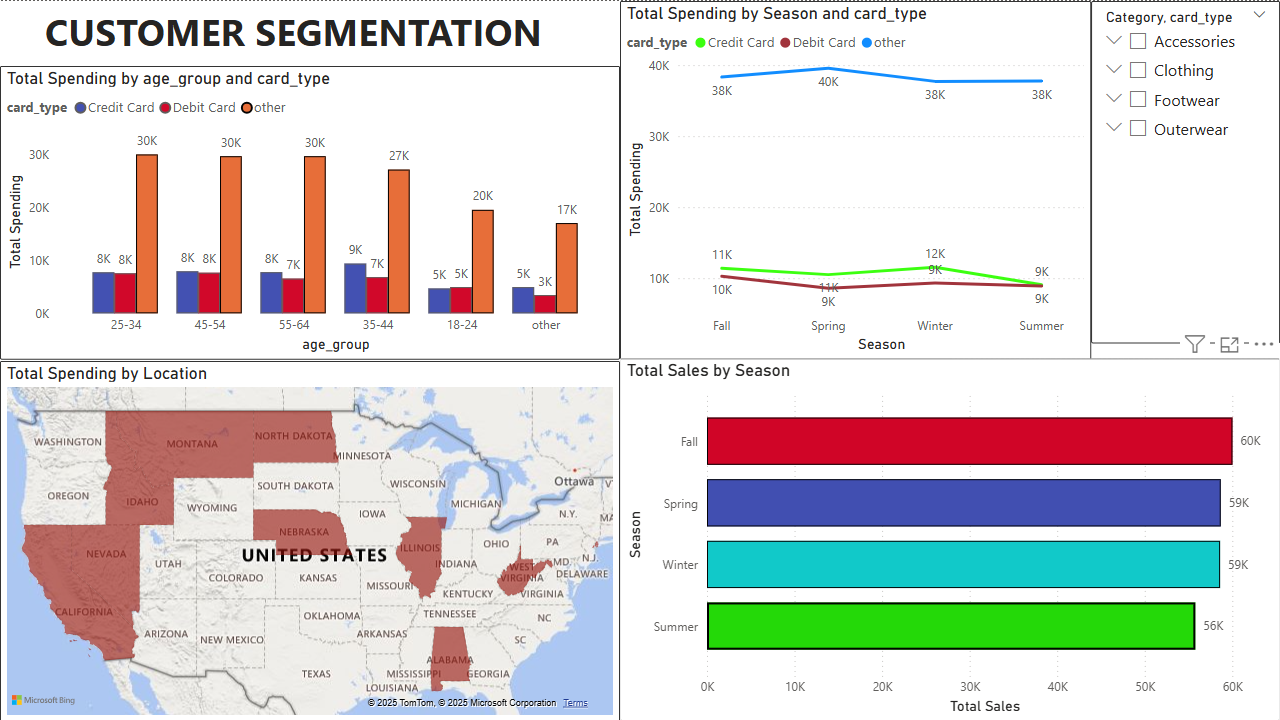 CUSTOMER SEGMENTATION
Total Spending by age_group and card_type
card_type Credit Card Debit Card other
30K
20K
10K
0K
Total Spending
8K 8K 30K
8K 8K 30K
8K 7K 30K
9K 7K 27K
5K 5K 20K
5K 3K 17K
25-34 45-54 55-64 35-44 18-24 other
age_group
Total Spending by Season and card_type
card_type Credit Card Debit Card other
40K
30K
20K
10K
Total Spending
38K 40K 38K 38K
11K 11K 12K 9K
10K 9K 9K 9K
Fall Spring Winter Summer
Season
Category, card_type
Accessories
Clothing
Footwear
Outerwear
Total Spending by Location
WASHINGTON
MONTANA
NORTH DAKOTA
MINNESOTA
OREGON
IDAHO
WYOMING
SOUTH DAKOTA
WISCONSIN
MICHIGAN
Ottawa
N.Y.
V
MA
IOWA
NEBRASKA
NEVADA
UTAH
UNITED STATES
ILLINOIS
INDIANA
OHIO
PA
N.J.
MD.
DELAWARE
COLORADO
KANSAS
MISSOURI
WEST
VIRGINIA
VIRGINIA
KENTUCKY
CALIFORNIA
ARIZONA
NEW MEXICO
OKLAHOMA
ARKANSAS
TENNESSEE
NC
SC
TEXAS
MISSISSIPPI
ALABAMA
GEORGIA
LOUISIANA
Microsoft Bing
© 2025 TomTom, © 2025 Microsoft Corporation Terms
Total Sales by Season
Season
Fall 60K
Spring 59K
Winter 59K
Summer 56K
0K 10K 20K 30K 40K 50K 60K
Total Sales